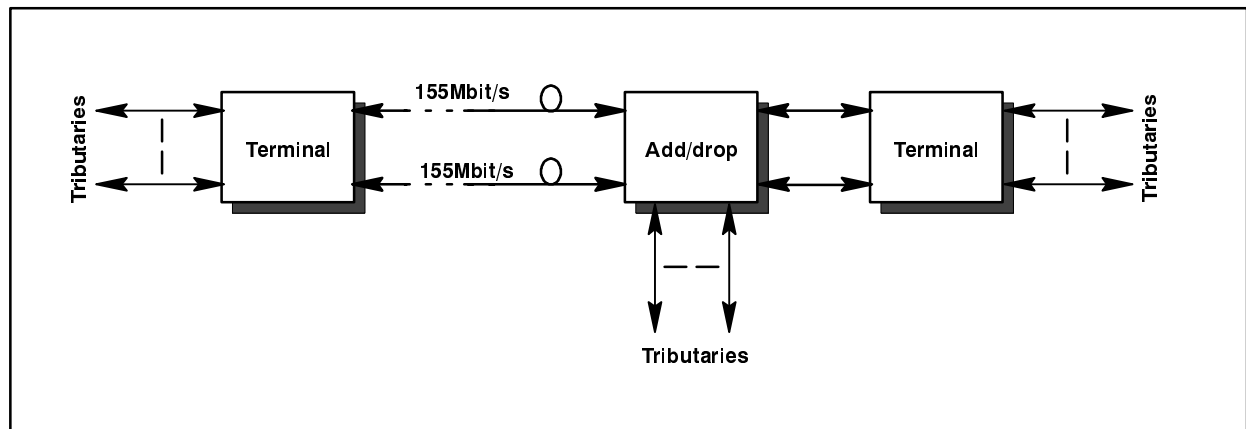 155Mbit/s
Tributaries
Terminal
Add/drop
Terminal
Tributaries
155Mbit/s
Tributaries